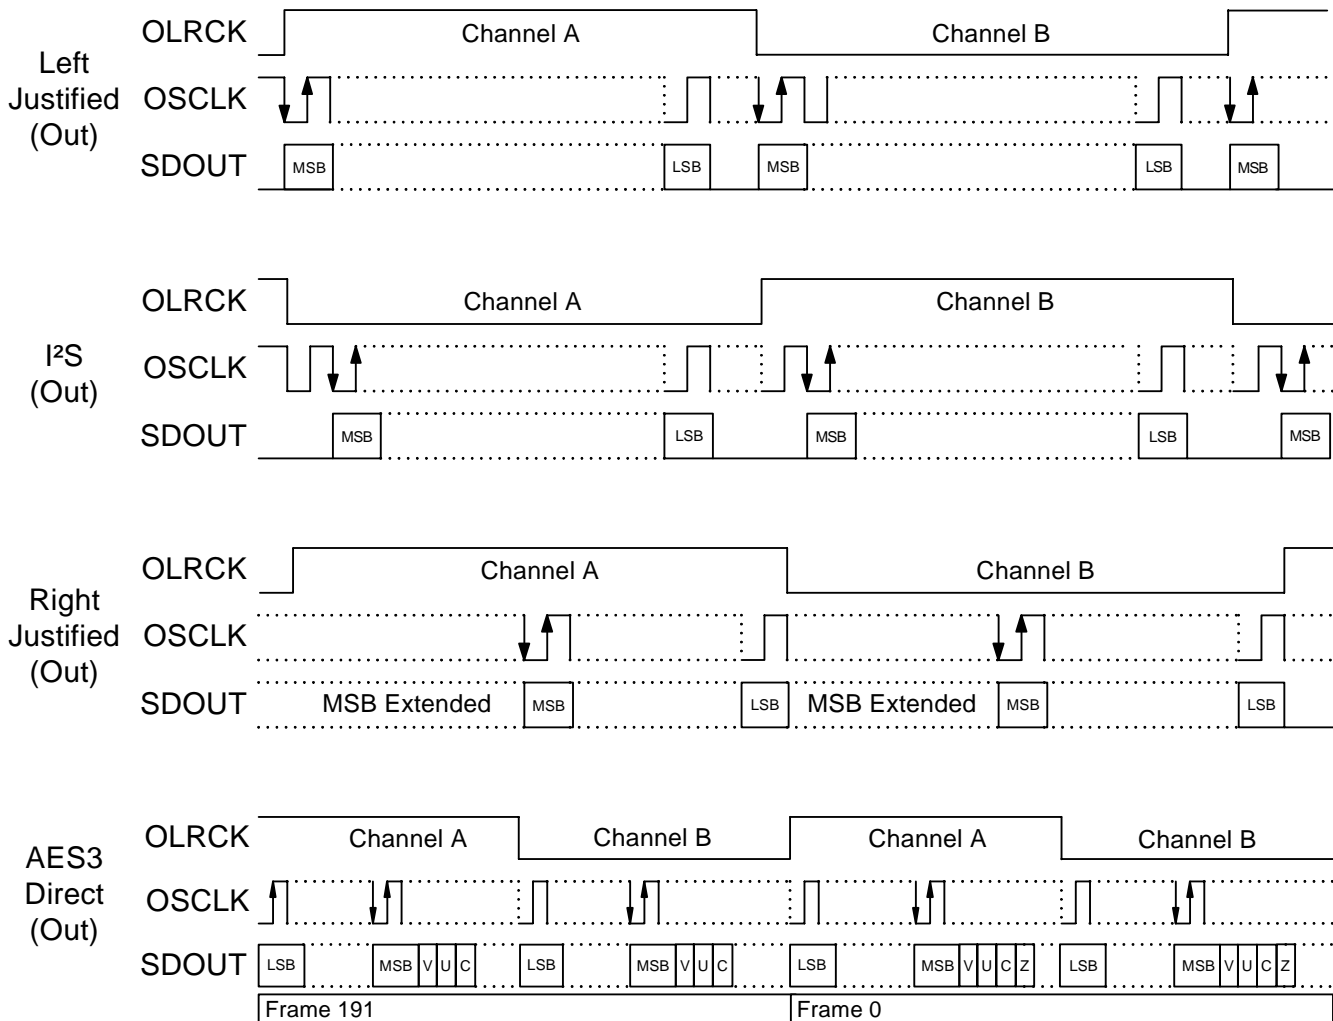 Left
Justified
(Out)
OLRCK Channel A Channel B
OSCLK
SDOUT MSB LSB MSB LSB MSB
I²S
(Out)
OLRCK Channel A Channel B
OSCLK
SDOUT MSB LSB MSB LSB MSB
Right
Justified
(Out)
OLRCK Channel A Channel B
OSCLK
SDOUT MSB Extended MSB LSB MSB Extended MSB LSB
AES3
Direct
(Out)
OLRCK Channel A Channel B Channel A Channel B
OSCLK
SDOUT LSB MSB V U C LSB MSB V U C LSB MSB V U C Z LSB MSB V U C Z
Frame 191 Frame 0